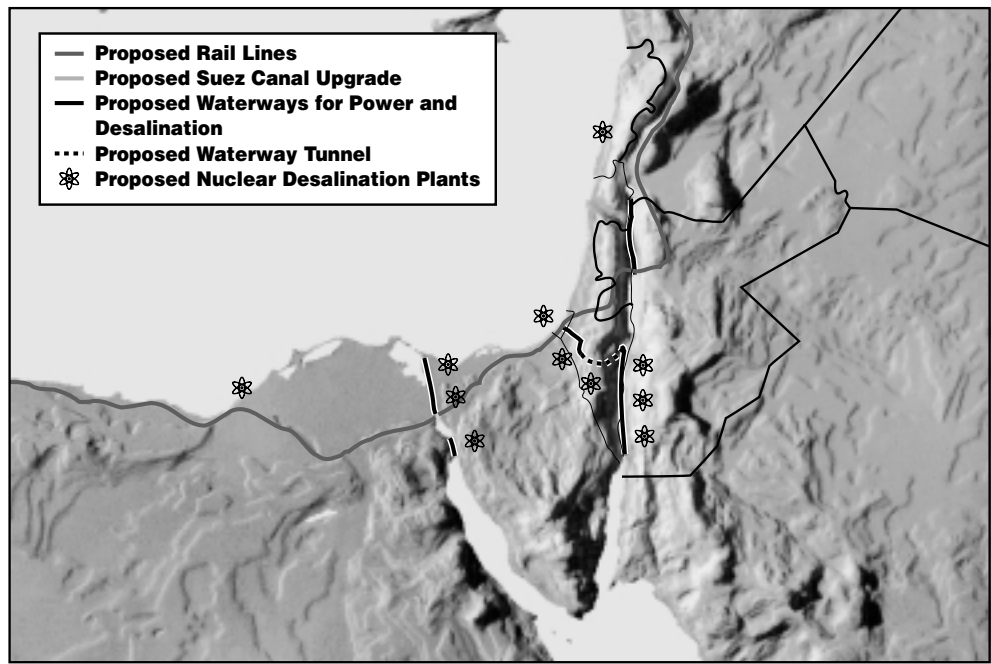 Proposed Rail Lines
Proposed Suez Canal Upgrade
Proposed Waterways for Power and
Desalination
Proposed Waterway Tunnel
Proposed Nuclear Desalination Plants